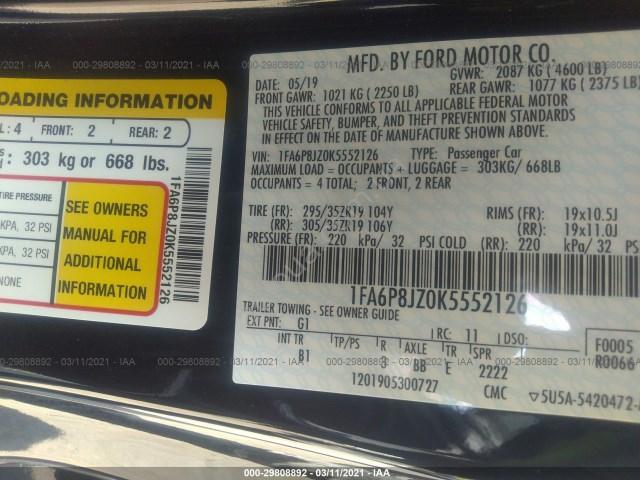 000-29808892 - 03/11/2021 - IAAI
OADING INFORMATION
L: 4 FRONT: 2 REAR: 2
303 kg or 668 lbs.
TIRE PRESSURE
KPA, 32 PSI
KPA, 32 PSI
NONE
SEE OWNERS
MANUAL FOR
ADDITIONAL
INFORMATION
1FA6P8JZ0K5552126
MFD. BY FORD MOTOR CO.
DATE: 05/19 GVWR: 2087 KG ( 4600 LB)
FRONT GAWR: 1021 KG ( 2250 LB) REAR GAWR: 1077 KG ( 2375 LB)
THIS VEHICLE CONFORMS TO ALL APPLICABLE FEDERAL MOTOR
VEHICLE SAFETY, BUMPER, AND THEFT PREVENTION STANDARDS
IN EFFECT ON THE DATE OF MANUFACTURE SHOWN ABOVE.
VIN: 1FA6P8JZ0K5552126 TYPE: Passenger Car
MAXIMUM LOAD = OCCUPANTS + LUGGAGE = 303KG/ 668LB
OCCUPANTS = 4 TOTAL; 2 FRONT, 2 REAR
TIRE (FR): 295/35ZR19 104Y RIMS (FR): 19x10.5J
(RR): 305/35ZR19 106Y (RR): 19x11.0J
PRESSURE (FR): 220 kPa/ 32 PSI COLD (RR): 220 kPa/ 32
1FA6P8JZ0K5552126
TRAILER TOWING - SEE OWNER GUIDE
EXT PNT: G1 RC: 11 DSO: F0005
INT TR TP/PS R AXLE TR SPR R0066
B1 3 BB E 2222
1201905300727 CMC 5U5A-5420472-
000-29808892 - 03/11/2021 - IAAI